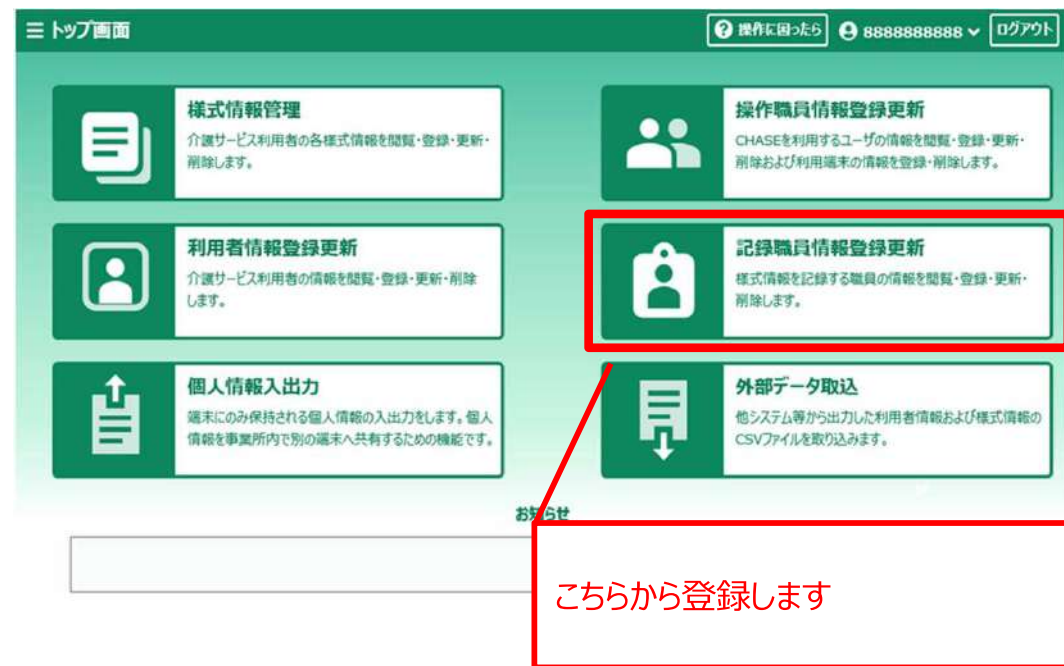 トップ画面
操作に困ったら
8888888888
ログアウト
様式情報管理
介護サービス利用者の各様式情報を閲覧・登録・更新・
削除します。
操作職員情報登録更新
CHASEを利用するユーザの情報を閲覧・登録・更新・
削除および利用端末の情報を登録・削除します。
利用者情報登録更新
介護サービス利用者の情報を閲覧・登録・更新・削除
します。
記録職員情報登録更新
様式情報を記録する職員の情報を閲覧・登録・更新・
削除します。
個人情報入出力
端末にのみ保持される個人情報の入出力をします。個人
情報を事業所内で別の端末へ共有するための機能です。
外部データ取込
他システム等から出力した利用者情報および様式情報の
CSVファイルを取り込みます。
お知らせ
こちらから登録します